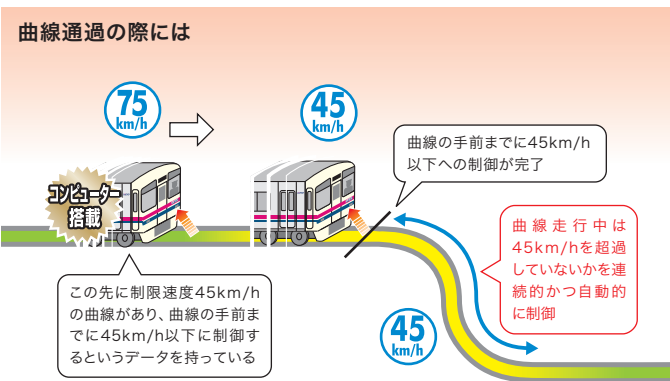 曲線通過の際には
75
km/h
45
km/h
曲線の手前までに45km/h
以下への制御が完了
コンピューター
搭載
曲線走行中は
45km/hを超過
していないかを連
続的かつ自動的
に制御
この先に制限速度45km/h
の曲線があり、曲線の手前ま
でに45km/h以下に制御す
るというデータを持っている
45
km/h